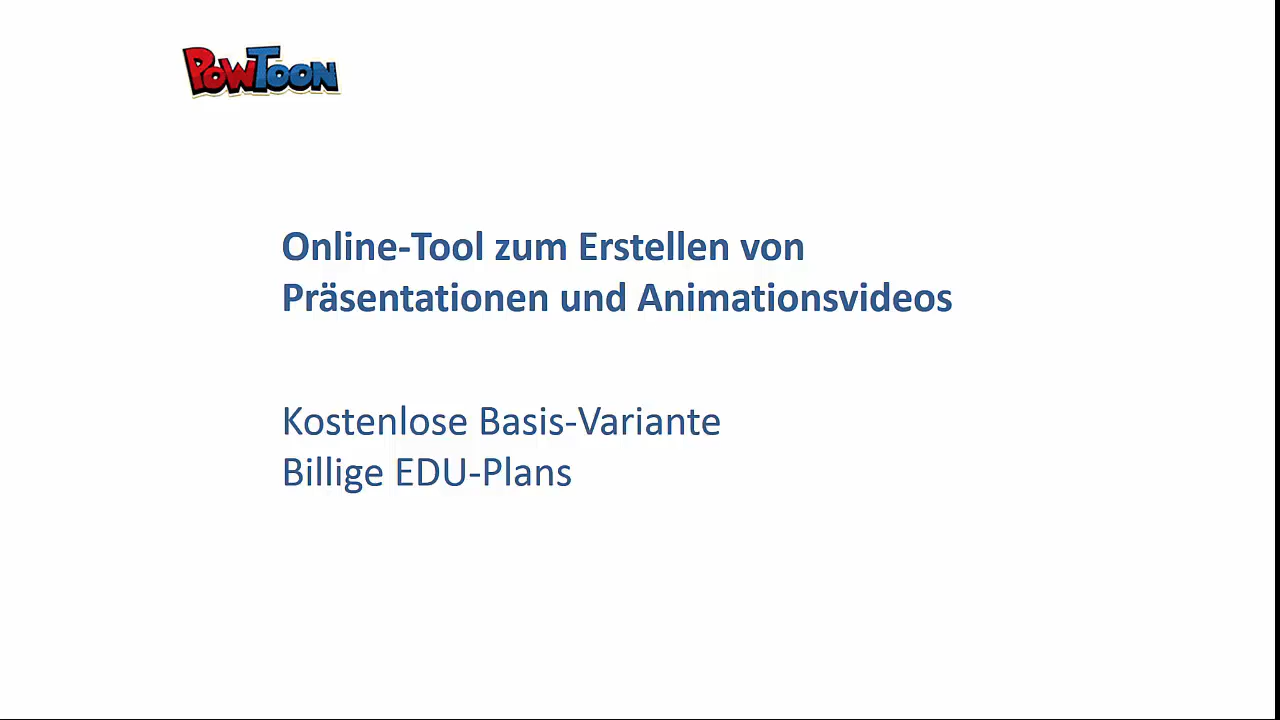 PowToon
Online-Tool zum Erstellen von
Präsentationen und Animationsvideos
Kostenlose Basis-Variante
Billige EDU-Plans